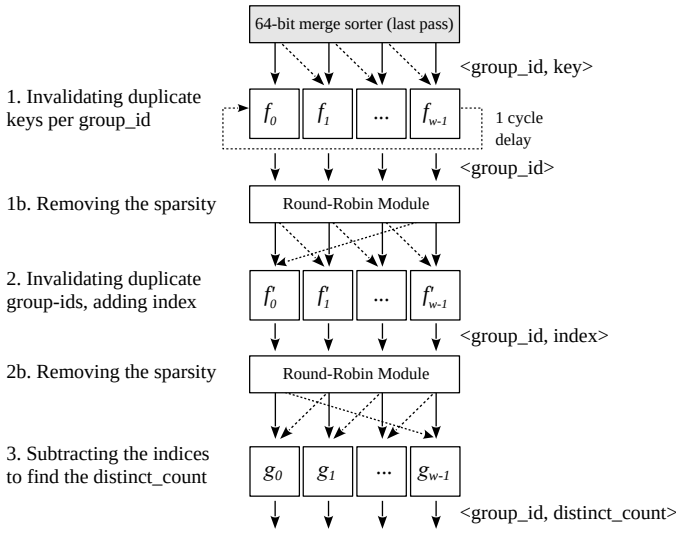 64-bit merge sorter (last pass)
<group_id, key>
1. Invalidating duplicate
keys per group_id
f0 f1 ... fw-1
1 cycle
delay
<group_id>
1b. Removing the sparsity
Round-Robin Module
2. Invalidating duplicate
group-ids, adding index
f'0 f'1 ... f'w-1
<group_id, index>
2b. Removing the sparsity
Round-Robin Module
3. Subtracting the indices
to find the distinct_count
g0 g1 ... gw-1
<group_id, distinct_count>